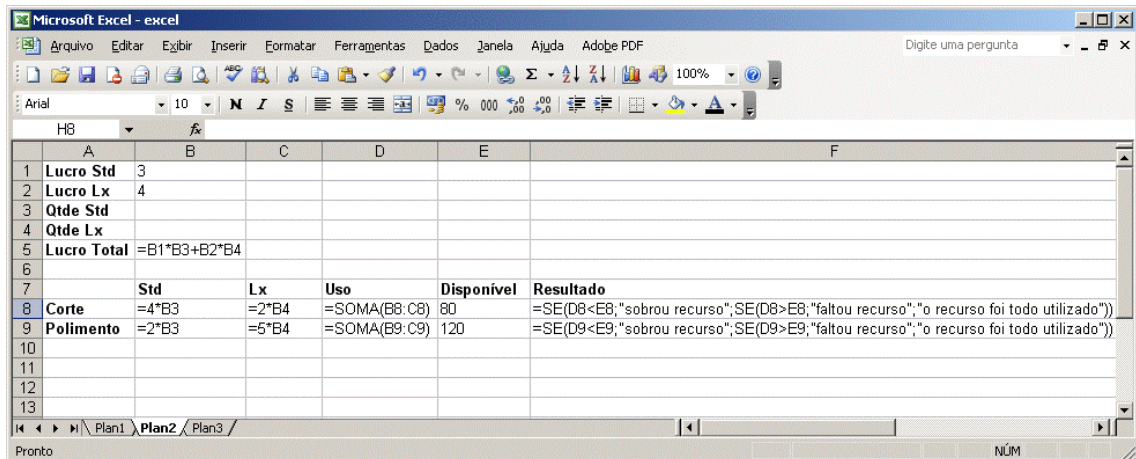 Microsoft Excel - excel
Arquivo Editar Exibir Inserir Formatar Ferramentas Dados Janela Ajuda Adobe PDF Digite uma pergunta
100%
Arial 10 N I S % 000
H8 fx
A B C D E F
1 Lucro Std 3
2 Lucro Lx 4
3 Qtde Std
4 Qtde Lx
5 Lucro Total =B1*B3+B2*B4
6
7 Std Lx Uso Disponível Resultado
8 Corte =4*B3 =2*B4 =SOMA(B8:C8) 80 =SE(D8<E8;"sobrou recurso";SE(D8>E8;"faltou recurso";"o recurso foi todo utilizado"))
9 Polimento =2*B3 =5*B4 =SOMA(B9:C9) 120 =SE(D9<E9;"sobrou recurso";SE(D9>E9;"faltou recurso";"o recurso foi todo utilizado"))
10
11
12
13
Plan1 Plan2 Plan3
Pronto NÚM